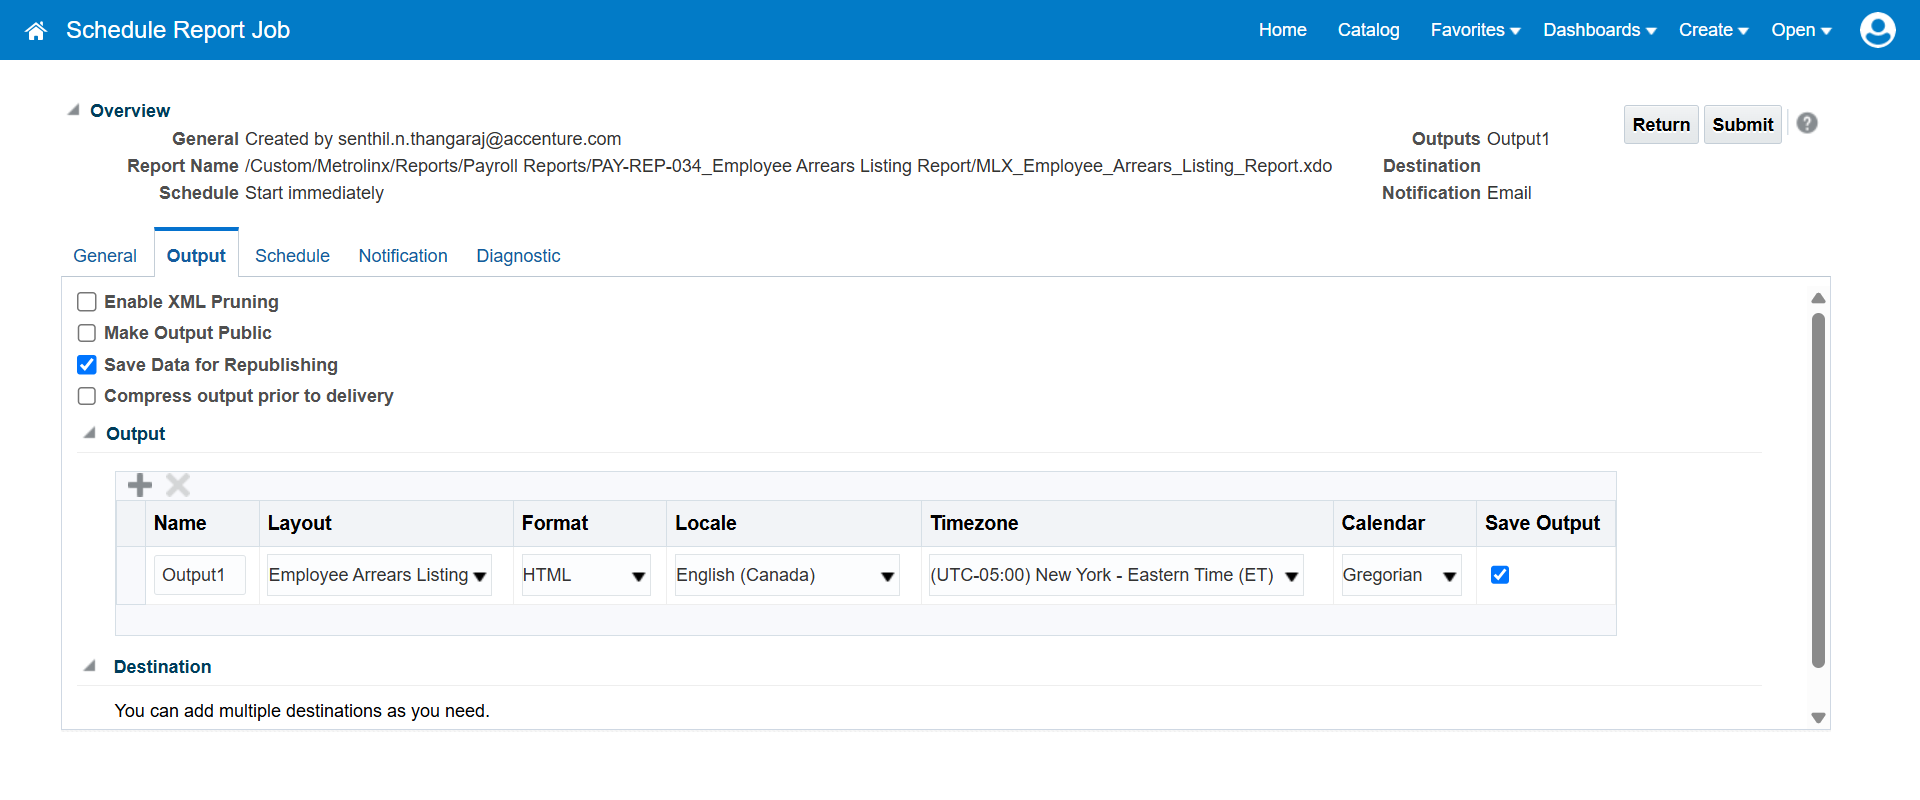 Schedule Report Job
Home Catalog Favorites Dashboards Create Open
Overview
Return Submit
General Created by senthil.n.thangaraj@accenture.com
Outputs Output1
Report Name /Custom/Metrolinx/Reports/Payroll Reports/PAY-REP-034_Employee Arrears Listing Report/MLX_Employee_Arrears_Listing_Report.xdo
Destination
Schedule Start immediately
Notification Email
General Output Schedule Notification Diagnostic
Enable XML Pruning
Make Output Public
Save Data for Republishing
Compress output prior to delivery
Output
Name Layout Format Locale Timezone Calendar Save Output
Output1 Employee Arrears Listing HTML English (Canada) (UTC-05:00) New York - Eastern Time (ET) Gregorian
Destination
You can add multiple destinations as you need.